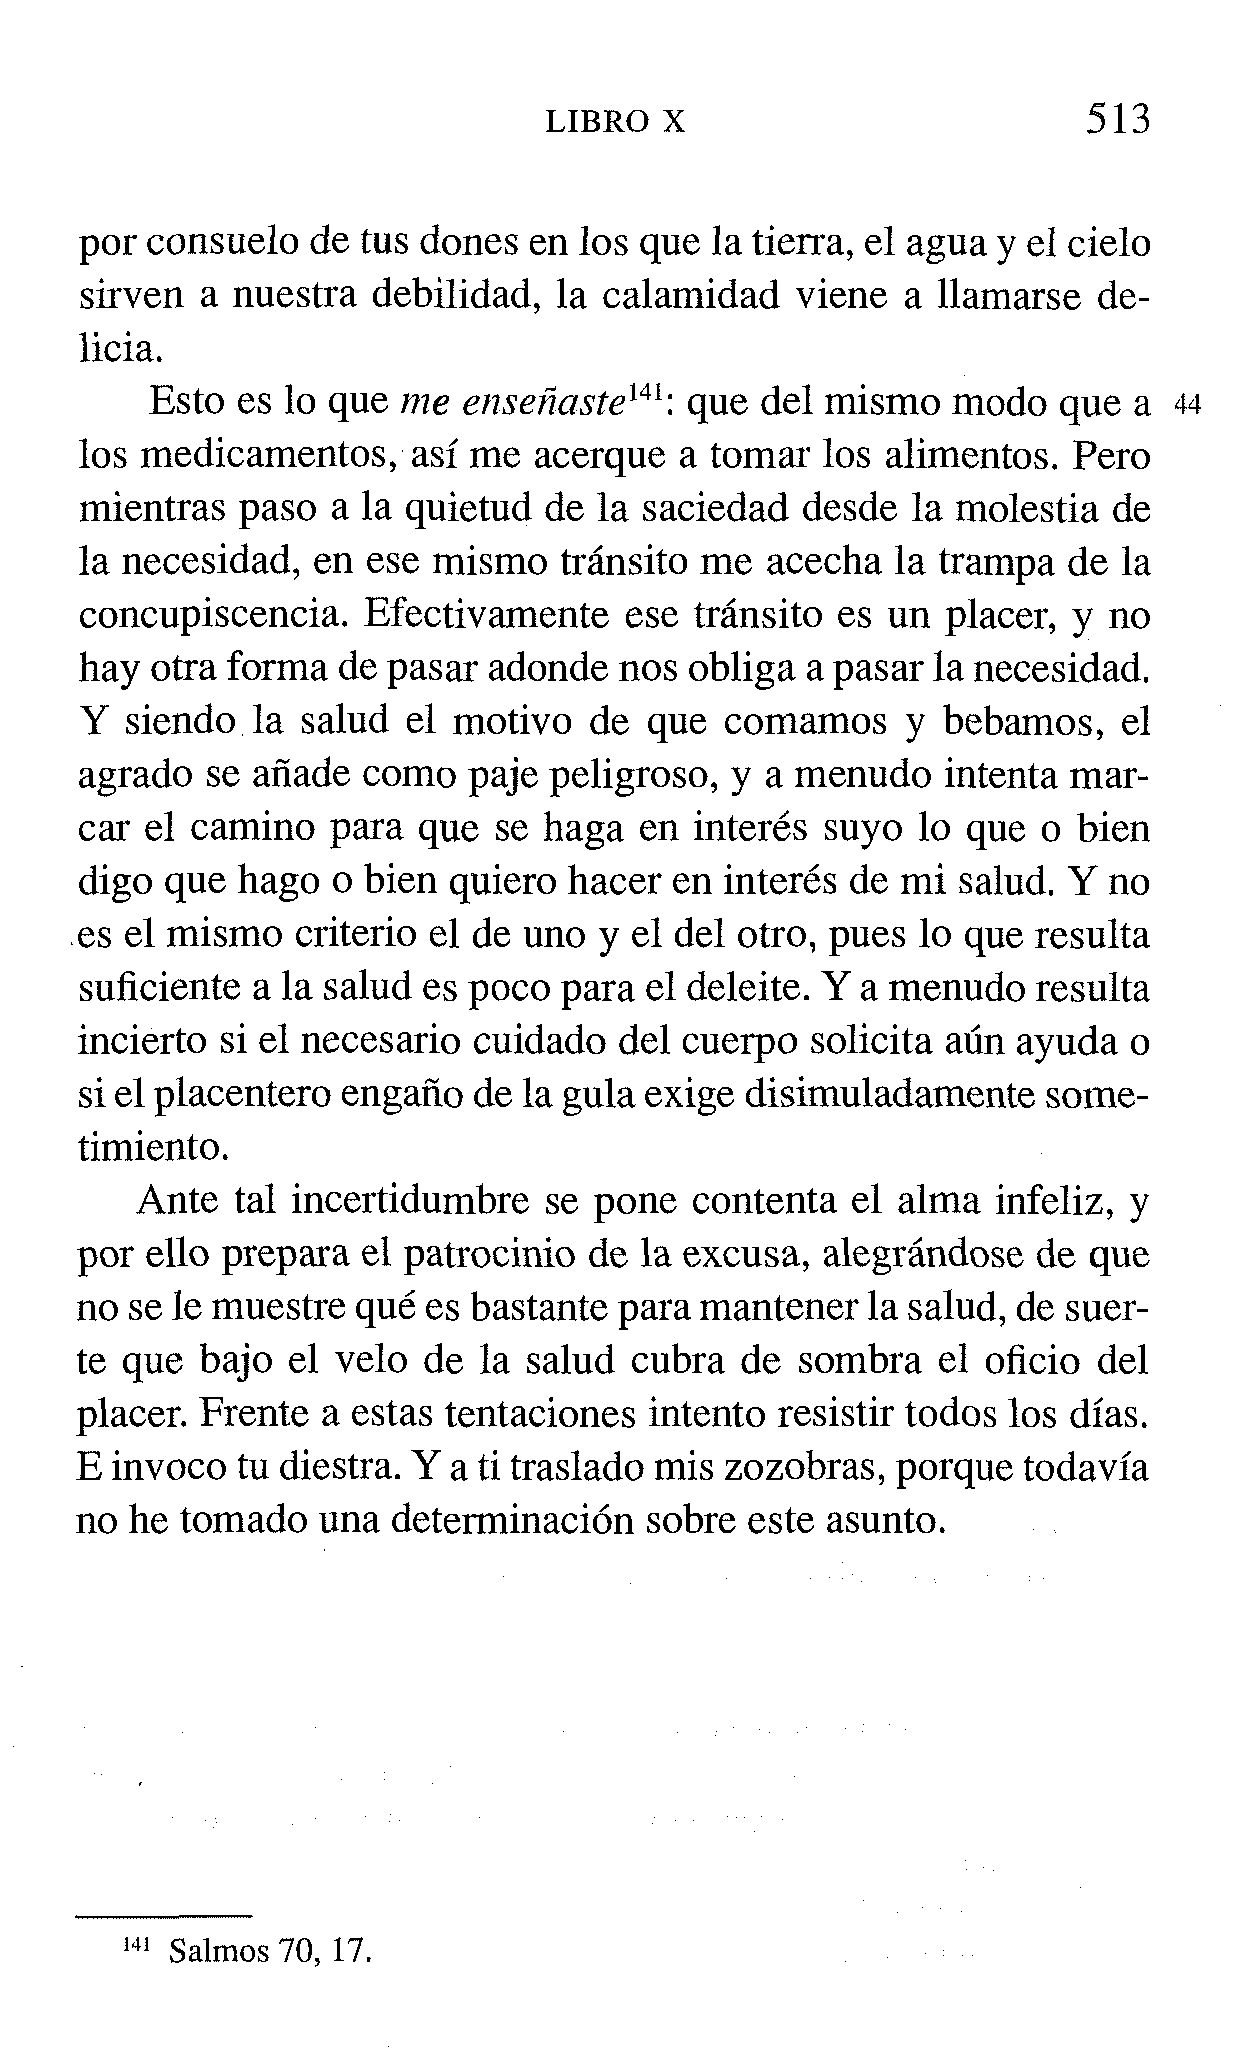 LIBRO X 513
por consuelo de tus dones en los que la tierra, el agua y el cielo
sirven a nuestra debilidad, la calamidad viene a llamarse de-
licia.
Esto es lo que me enseñaste¹⁴¹: que del mismo modo que a 44
los medicamentos, así me acerque a tomar los alimentos. Pero
mientras paso a la quietud de la saciedad desde la molestia de
la necesidad, en ese mismo tránsito me acecha la trampa de la
concupiscencia. Efectivamente ese tránsito es un placer, y no
hay otra forma de pasar adonde nos obliga a pasar la necesidad.
Y siendo la salud el motivo de que comamos y bebamos, el
agrado se añade como paje peligroso, y a menudo intenta mar-
car el camino para que se haga en interés suyo lo que o bien
digo que hago o bien quiero hacer en interés de mi salud. Y no
es el mismo criterio el de uno y el del otro, pues lo que resulta
suficiente a la salud es poco para el deleite. Y a menudo resulta
incierto si el necesario cuidado del cuerpo solicita aún ayuda o
si el placentero engaño de la gula exige disimuladamente some-
timiento.
Ante tal incertidumbre se pone contenta el alma infeliz, y
por ello prepara el patrocinio de la excusa, alegrándose de que
no se le muestre qué es bastante para mantener la salud, de suer-
te que bajo el velo de la salud cubra de sombra el oficio del
placer. Frente a estas tentaciones intento resistir todos los días.
E invoco tu diestra. Y a ti traslado mis zozobras, porque todavía
no he tomado una determinación sobre este asunto.
¹⁴¹ Salmos 70, 17.